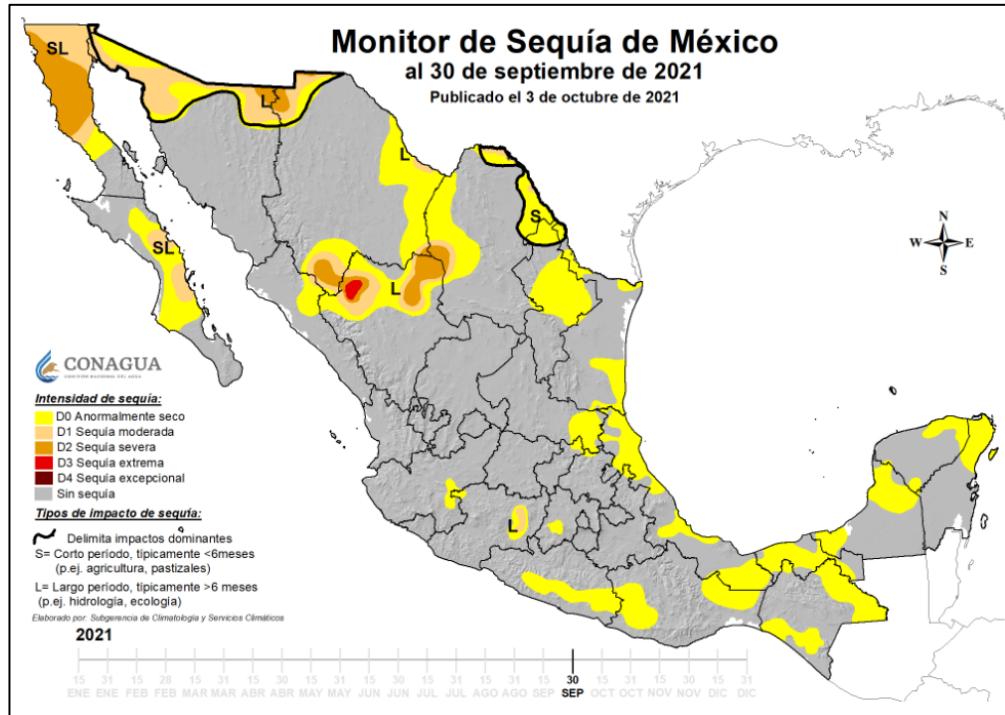 Monitor de Sequía de México
al 30 de septiembre de 2021
Publicado el 3 de octubre de 2021
SL
L
L
S
SL
L
L
N
W E
S
CONAGUA
COMISIÓN NACIONAL DEL AGUA
Intensidad de sequía:
D0 Anormalmente seco
D1 Sequía moderada
D2 Sequía severa
D3 Sequía extrema
D4 Sequía excepcional
Sin sequía
Tipos de impacto de sequía:
Delimita impactos dominantes
S= Corto período, típicamente <6meses
(p.ej. agricultura, pastizales)
L= Largo período, típicamente >6 meses
(p.ej. hidrología, ecología)
Elaborado por: Subgerencia de Climatología y Servicios Climáticos
2021
15 31 15 28 15 31 15 30 15 31 15 30 15 31 15 31 15 30 15 31 15 30 15 31
ENE ENE FEB FEB MAR MAR ABR ABR MAY MAY JUN JUN JUL JUL AGO AGO SEP SEP OCT OCT NOV NOV DIC DIC